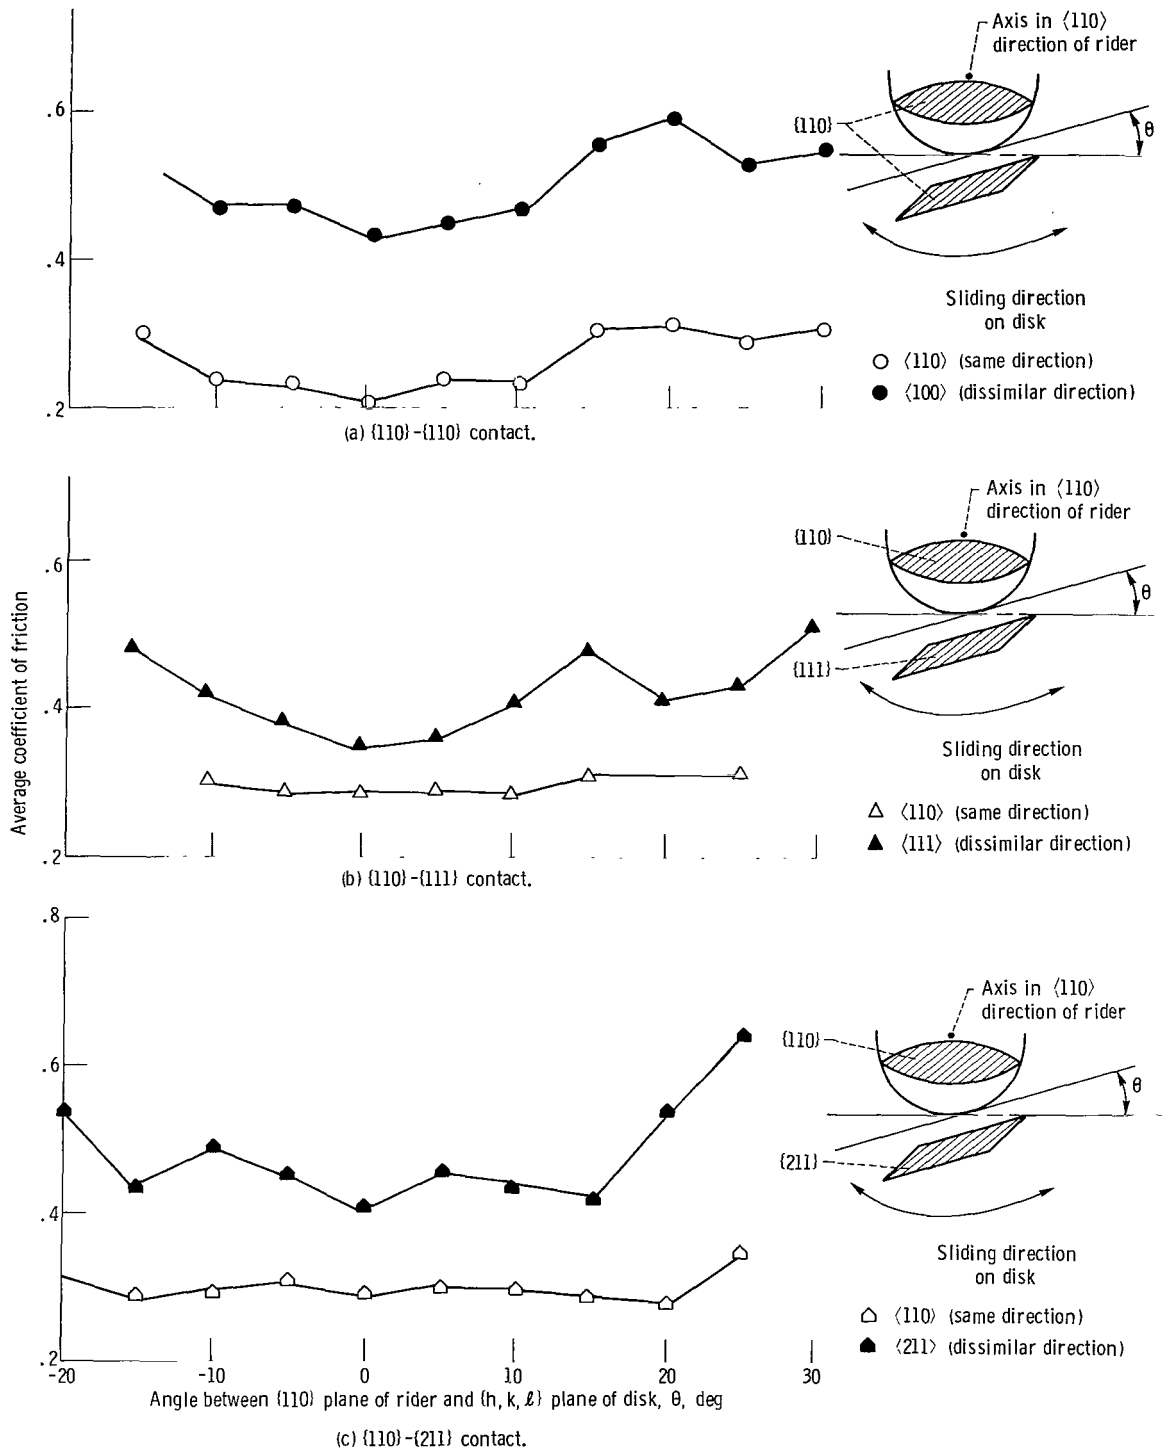 Axis in ⟨110⟩
direction of rider
.6
{110}
θ
.4
Sliding direction
on disk
⟨110⟩ (same direction)
⟨100⟩ (dissimilar direction)
.2
(a) {110}-{110} contact.
Axis in ⟨110⟩
direction of rider
{110}
.6
θ
Average coefficient of friction
{111}
.4
Sliding direction
on disk
⟨110⟩ (same direction)
⟨111⟩ (dissimilar direction)
.2
(b) {110}-{111} contact.
.8
Axis in ⟨110⟩
direction of rider
{110}
.6
θ
{211}
.4
Sliding direction
on disk
⟨110⟩ (same direction)
⟨211⟩ (dissimilar direction)
.2
-20 -10 0 10 20 30
Angle between {110} plane of rider and {h, k, ℓ} plane of disk, θ, deg
(c) {110}-{211} contact.